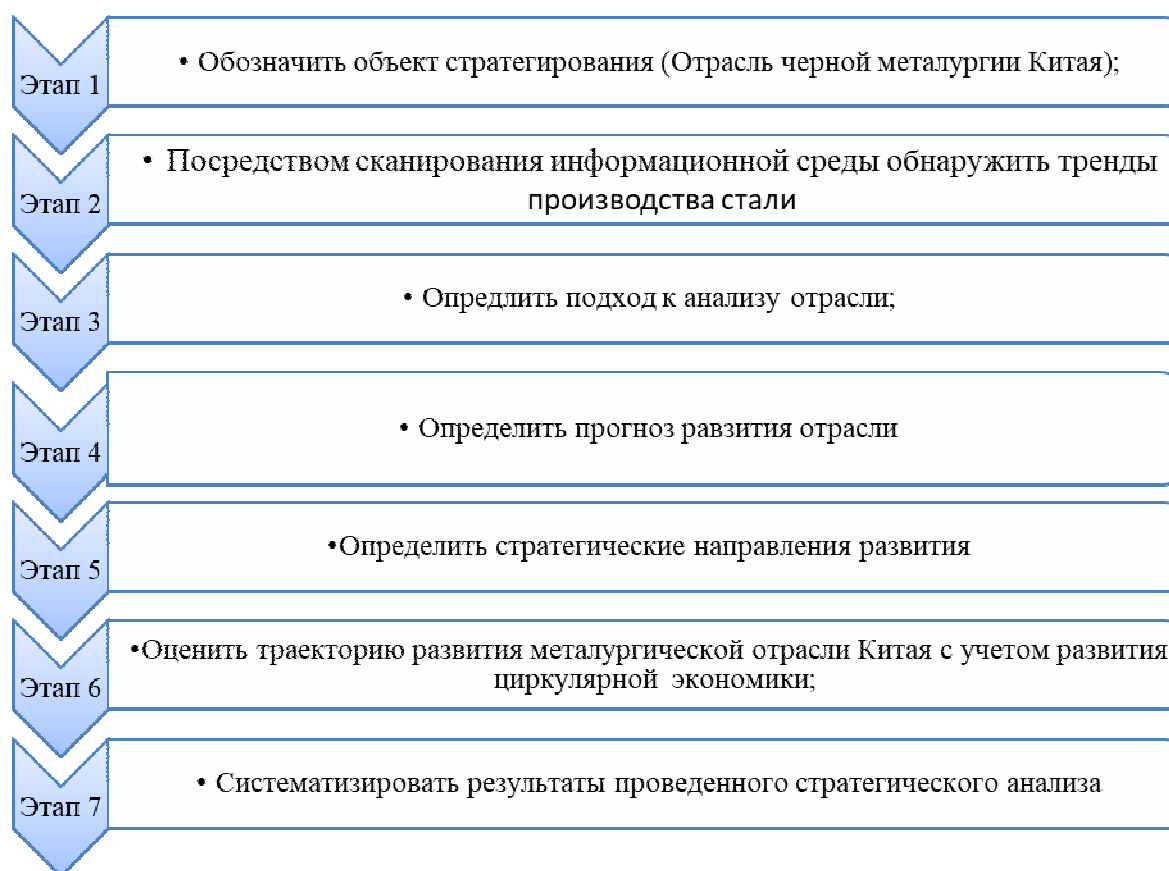 Этап 1
• Обозначить объект стратегирования (Отрасль черной металургии Китая);
Этап 2
• Посредством сканирования информационной среды обнаружить тренды
производства стали
Этап 3
• Опредлить подход к анализу отрасли;
Этап 4
• Определить прогноз равзития отрасли
Этап 5
•Определить стратегические направления развития
Этап 6
•Оценить траекторию развития металургической отрасли Китая с учетом развития
циркулярной экономики;
Этап 7
• Систематизировать результаты проведенного стратегического анализа